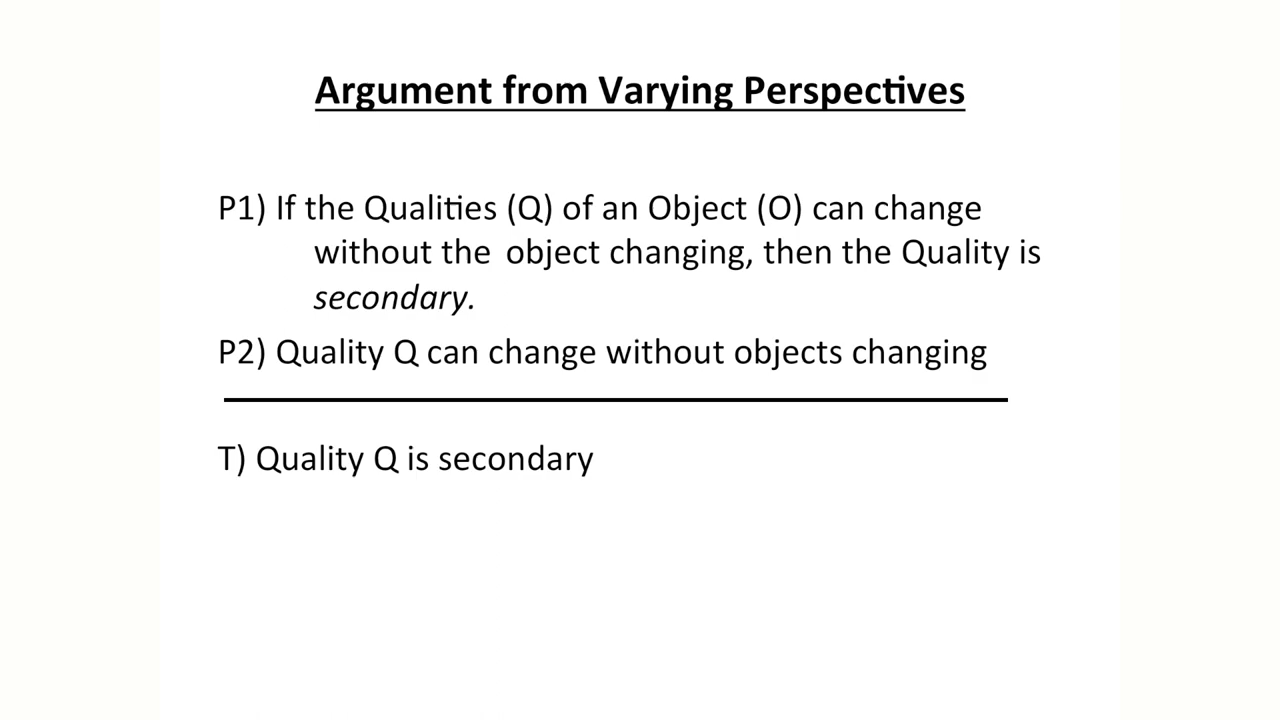 Argument from Varying Perspectives
P1) If the Qualities (Q) of an Object (O) can change
without the object changing, then the Quality is
secondary.
P2) Quality Q can change without objects changing
T) Quality Q is secondary